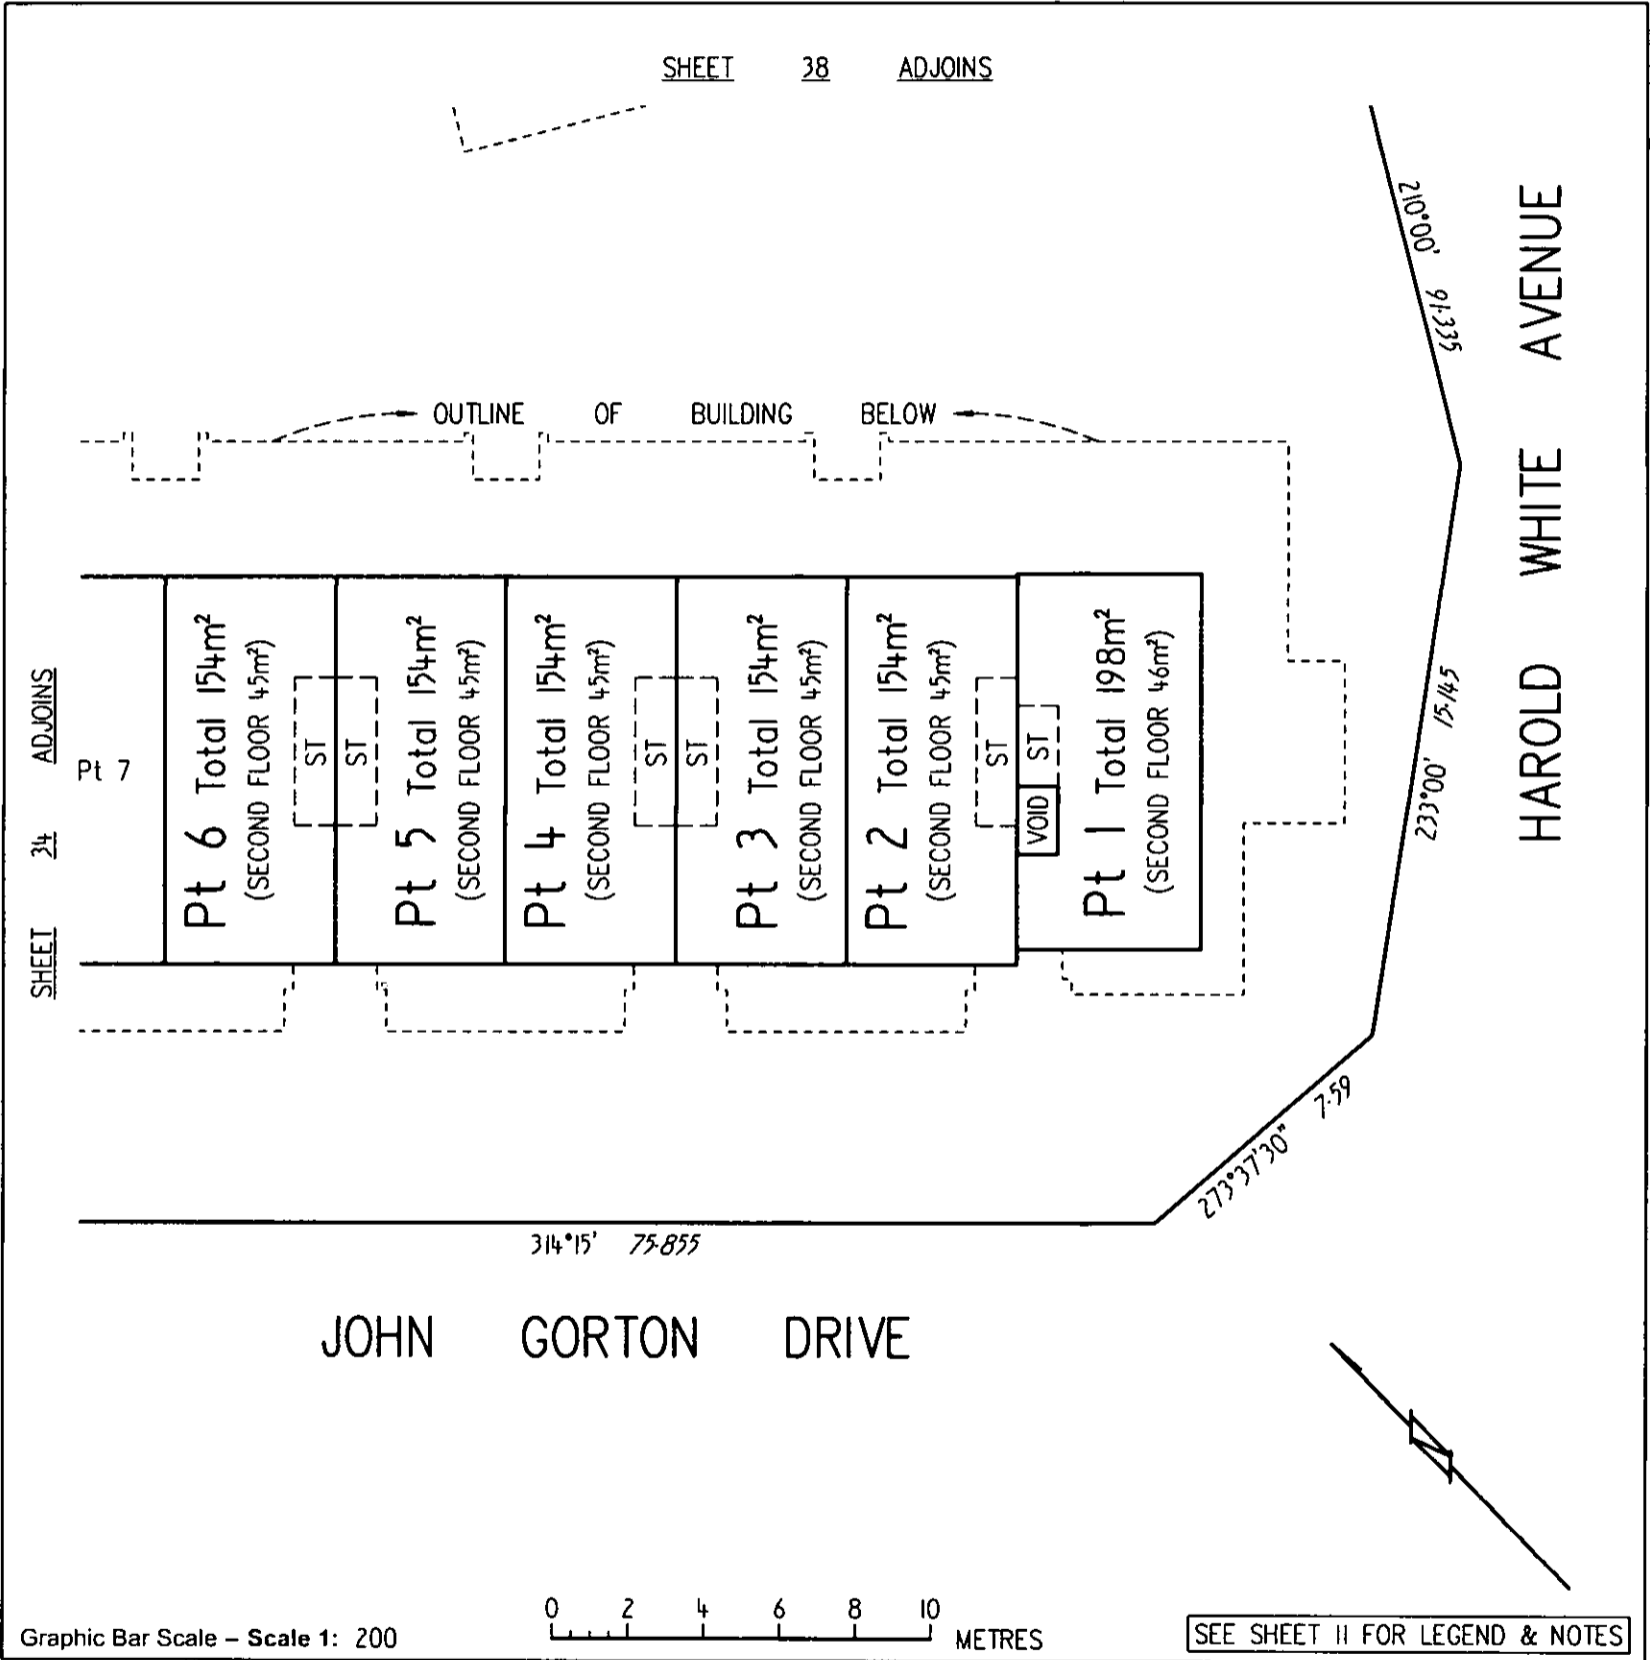 SHEET 38 ADJOINS
210°00' 91·335
HAROLD WHITE AVENUE
OUTLINE OF BUILDING BELOW
SHEET 34 ADJOINS
Pt 7
Pt 6 Total 154m²
(SECOND FLOOR 45m²)
ST
ST
Pt 5 Total 154m²
(SECOND FLOOR 45m²)
Pt 4 Total 154m²
(SECOND FLOOR 45m²)
ST
ST
Pt 3 Total 154m²
(SECOND FLOOR 45m²)
Pt 2 Total 154m²
(SECOND FLOOR 45m²)
ST
ST
VOID
Pt 1 Total 198m²
(SECOND FLOOR 46m²)
233°00' 15·145
273°37'30" 7·59
314°15' 75·855
JOHN GORTON DRIVE
0 2 4 6 8 10
Graphic Bar Scale – Scale 1: 200
METRES
SEE SHEET 11 FOR LEGEND & NOTES